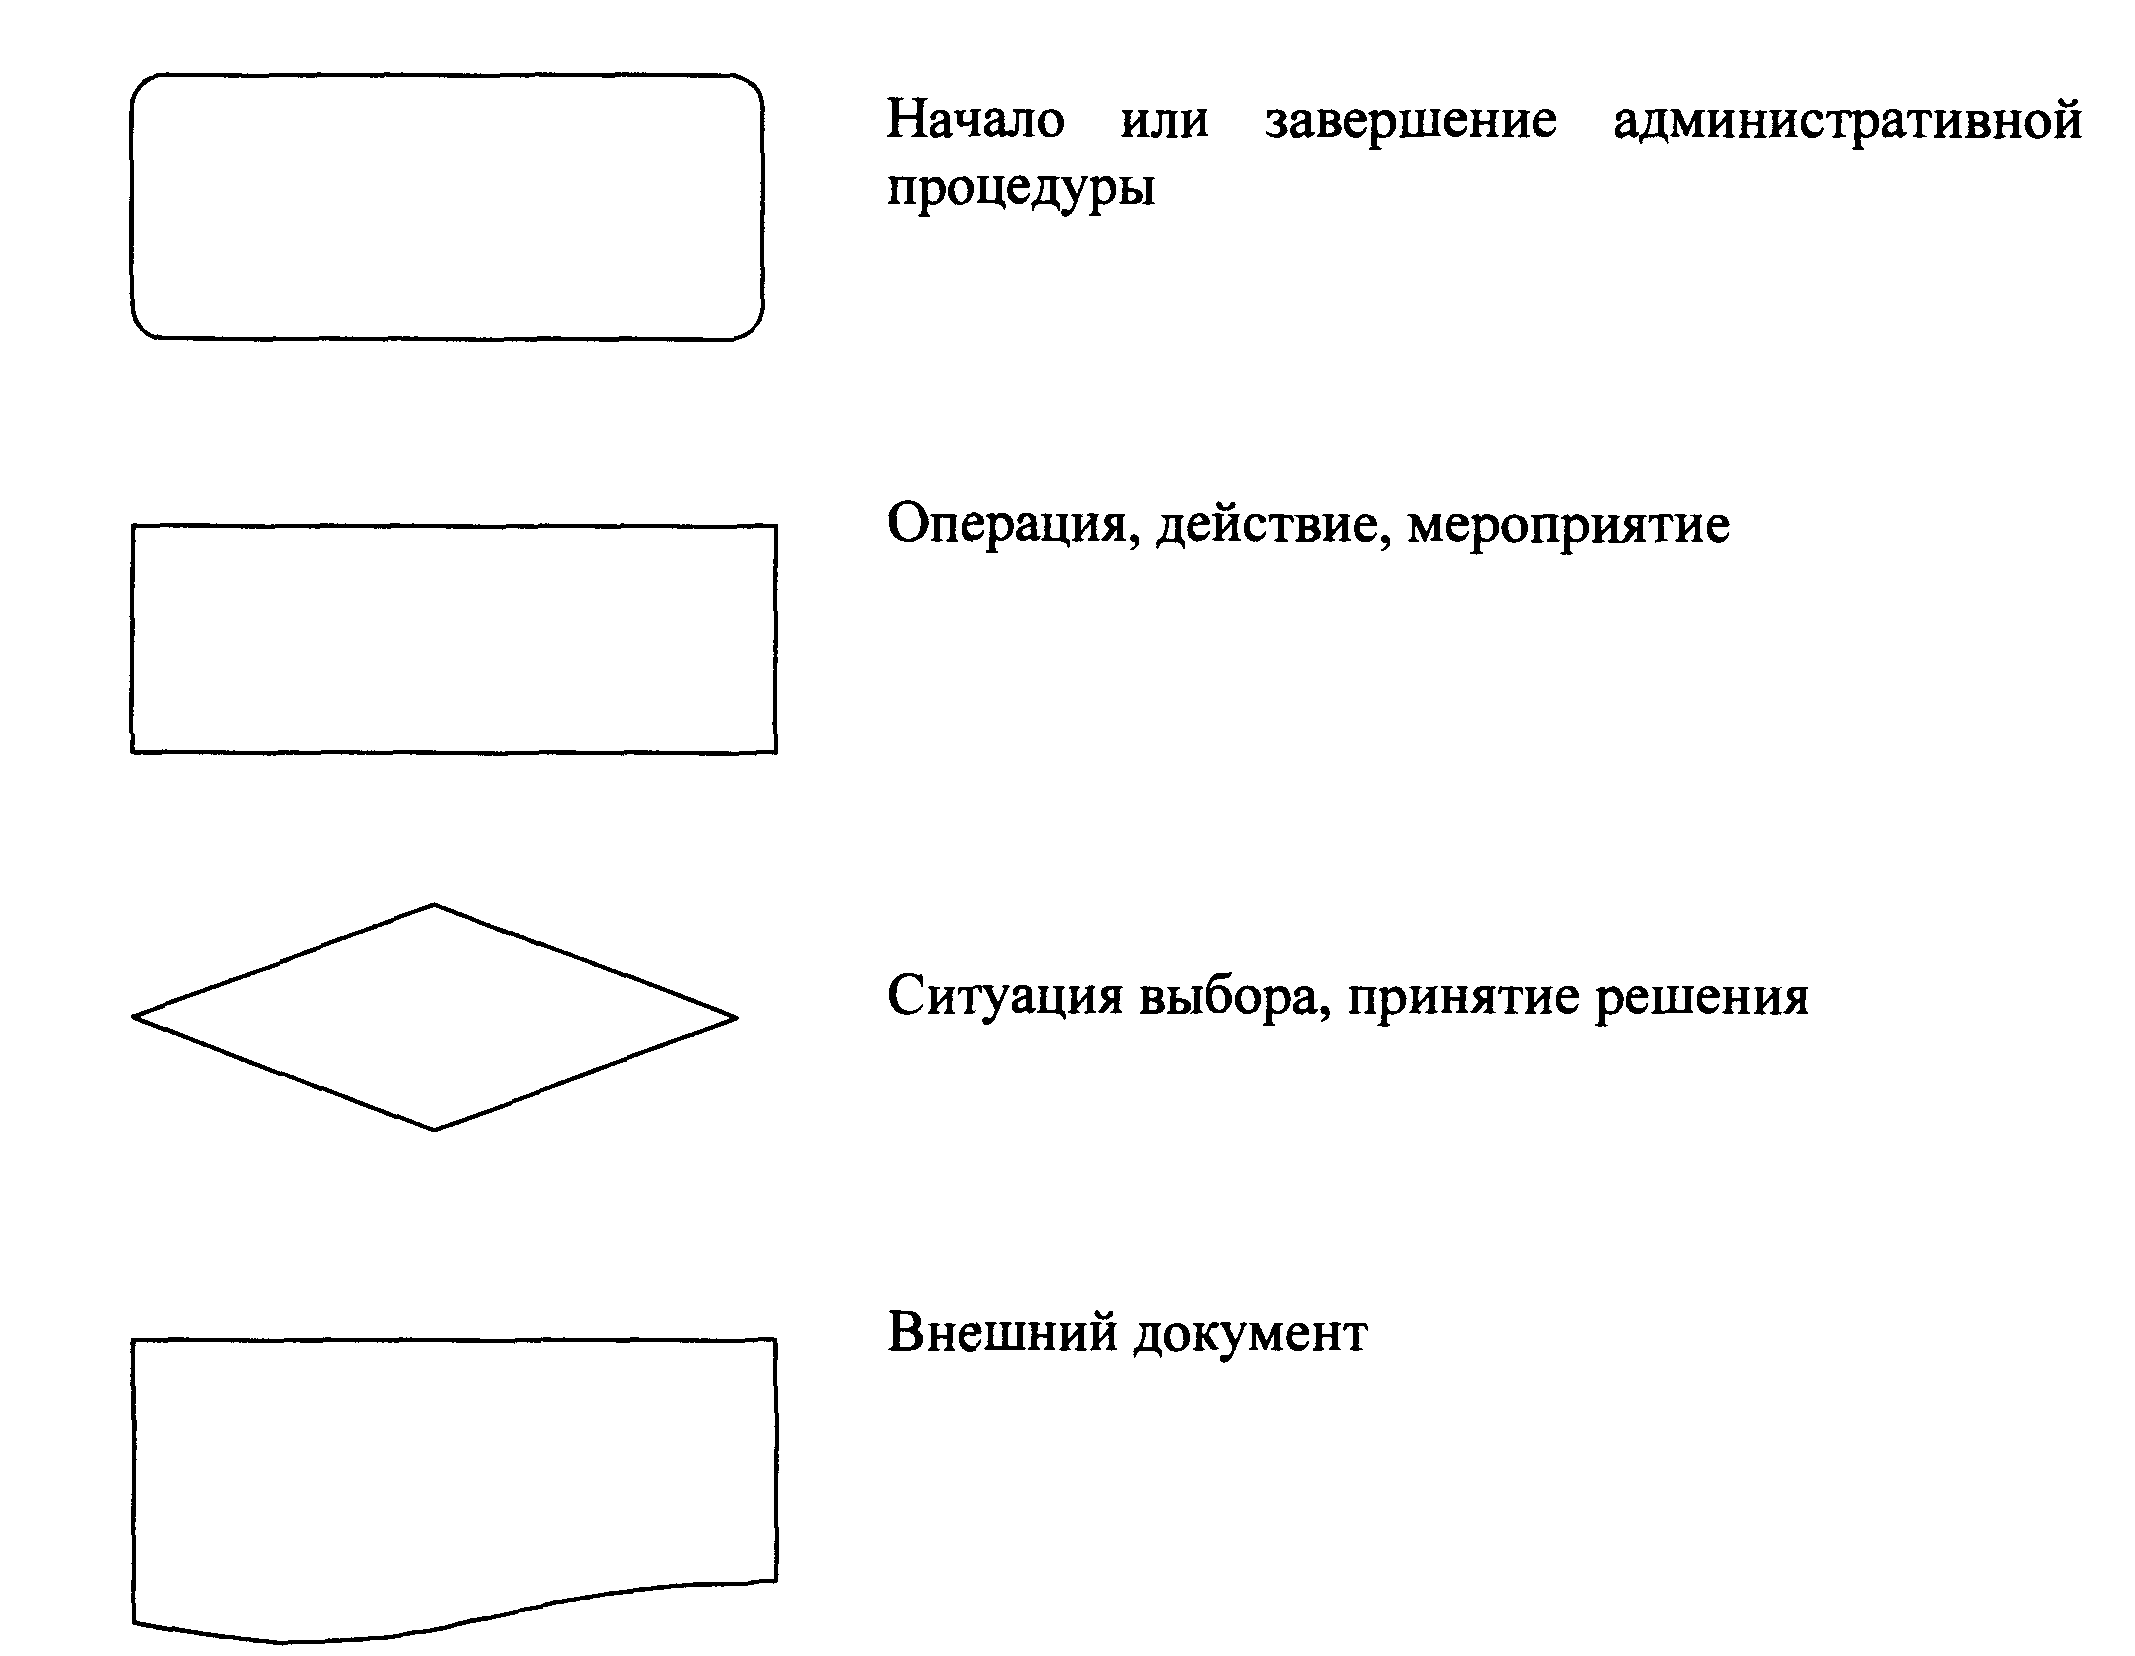 Начало или завершение административной
процедуры
Операция, действие, мероприятие
Ситуация выбора, принятие решения
Внешний документ